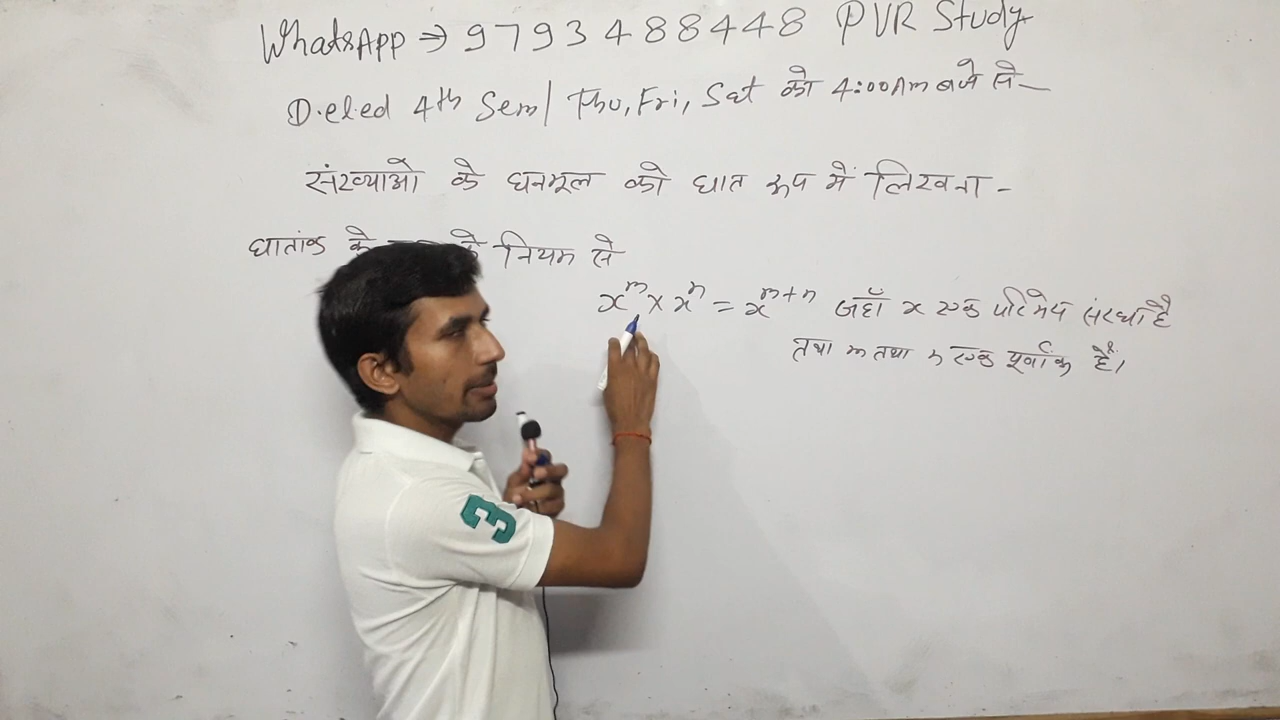 WhatsApp → 9793488448 PVR Study
D.el.ed 4th Sem/ Thu, Fri, Sat को 4:00Am बजे से-
संख्याओ के घनमूल को घात रूप में लिखना -
घातांक के के नियम से
x^m × x^n = x^m+n जहाँ x एक परिमेय संख्या है
तथा m तथा n एक पूर्णांक है।
3